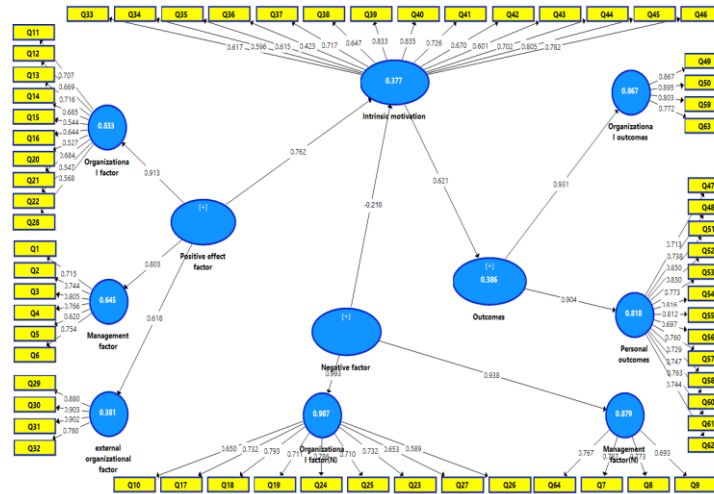 Q33 Q34 Q35 Q36 Q37 Q38 Q39 Q40 Q41 Q42 Q43 Q44 Q45 Q46
0.617 0.596 0.615 0.423 0.717 0.647 0.833 0.835 0.726 0.670 0.601 0.702 0.805 0.782
0.377
Intrinsic motivation
Q11
Q12
Q13
Q14
Q15
Q16
Q20
Q21
Q22
Q28
0.707
0.669
0.716
0.685
0.544
0.644
0.527
0.684
0.547
0.568
0.833
Organizationa
l factor
0.913
0.762
[+]
Positive effect
factor
0.803
0.618
Q1
Q2
Q3
Q4
Q5
Q6
0.715
0.744
0.805
0.766
0.620
0.754
0.645
Management
factor
Q29
Q30
Q31
Q32
0.880
0.903
0.902
0.780
0.381
external
organizational
factor
-0.210
0.621
[+]
Negative factor
0.993
0.938
0.987
Organizationa
l factor(N)
0.650 0.732 0.793 0.711 0.710 0.732 0.653 0.589
Q10 Q17 Q18 Q19 Q24 Q25 Q23 Q27 Q26
0.879
Management
factor(N)
0.767 0.773 0.693
Q64 Q7 Q8 Q9
[+]
0.386
Outcomes
0.931
0.904
0.867
Organizationa
l outcomes
0.867
0.895
0.803
0.772
Q49
Q50
Q59
Q63
0.818
Personal
outcomes
0.713
0.738
0.850
0.830
0.773
0.816
0.812
0.697
0.760
0.729
0.747
0.763
0.744
Q47
Q48
Q51
Q52
Q53
Q54
Q55
Q56
Q57
Q58
Q60
Q61
Q62